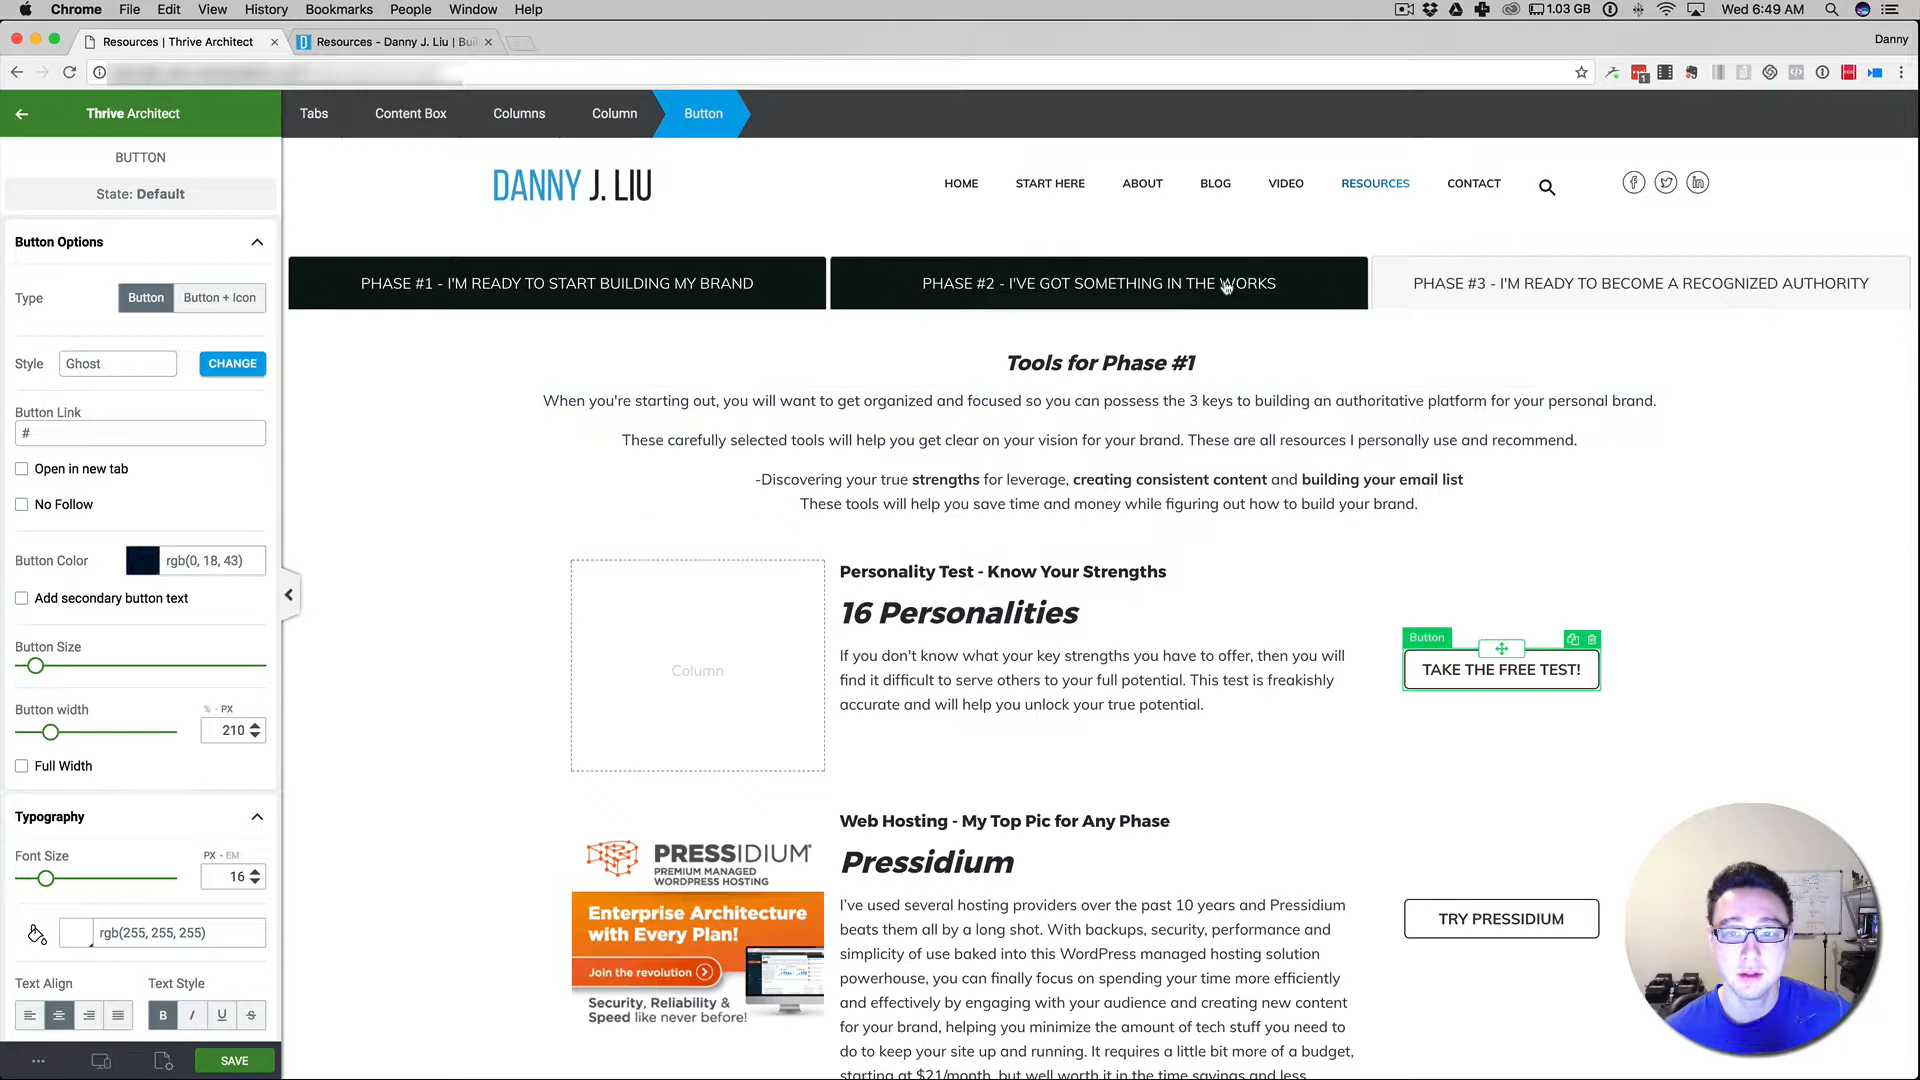 Chrome File Edit View History Bookmarks People Window Help 1.03 GB Wed 6:49 AM
Resources | Thrive Architect Resources - Danny J. Liu | Buil Danny
Thrive Architect Tabs Content Box Columns Column Button
BUTTON
State: Default
DANNY J. LIU HOME START HERE ABOUT BLOG VIDEO RESOURCES CONTACT
Button Options
PHASE #1 - I'M READY TO START BUILDING MY BRAND PHASE #2 - I'VE GOT SOMETHING IN THE WORKS PHASE #3 - I'M READY TO BECOME A RECOGNIZED AUTHORITY
Type Button Button + Icon
Style Ghost CHANGE
Tools for Phase #1
When you're starting out, you will want to get organized and focused so you can possess the 3 keys to building an authoritative platform for your personal brand.
Button Link
#
These carefully selected tools will help you get clear on your vision for your brand. These are all resources I personally use and recommend.
Open in new tab
-Discovering your true strengths for leverage, creating consistent content and building your email list
No Follow
These tools will help you save time and money while figuring out how to build your brand.
Button Color rgb(0, 18, 43)
Add secondary button text
Button Size
Button width % - PX
210
Full Width
Column
Personality Test - Know Your Strengths
16 Personalities
If you don't know what your key strengths you have to offer, then you will
find it difficult to serve others to your full potential. This test is freakishly
accurate and will help you unlock your true potential.
Button
TAKE THE FREE TEST!
Typography
Font Size PX - EM
16
rgb(255, 255, 255)
Text Align Text Style
B I U S
SAVE
PRESSIDIUM
PREMIUM MANAGED
WORDPRESS HOSTING
Enterprise Architecture
with Every Plan!
Join the revolution
Security, Reliability &
Speed like never before!
Web Hosting - My Top Pic for Any Phase
Pressidium
I've used several hosting providers over the past 10 years and Pressidium
beats them all by a long shot. With backups, security, performance and
simplicity of use baked into this WordPress managed hosting solution
powerhouse, you can finally focus on spending your time more efficiently
and effectively by engaging with your audience and creating new content
for your brand, helping you minimize the amount of tech stuff you need to
do to keep your site up and running. It requires a little bit more of a budget,
starting at $21/month, but well worth it in the time savings and less
TRY PRESSIDIUM